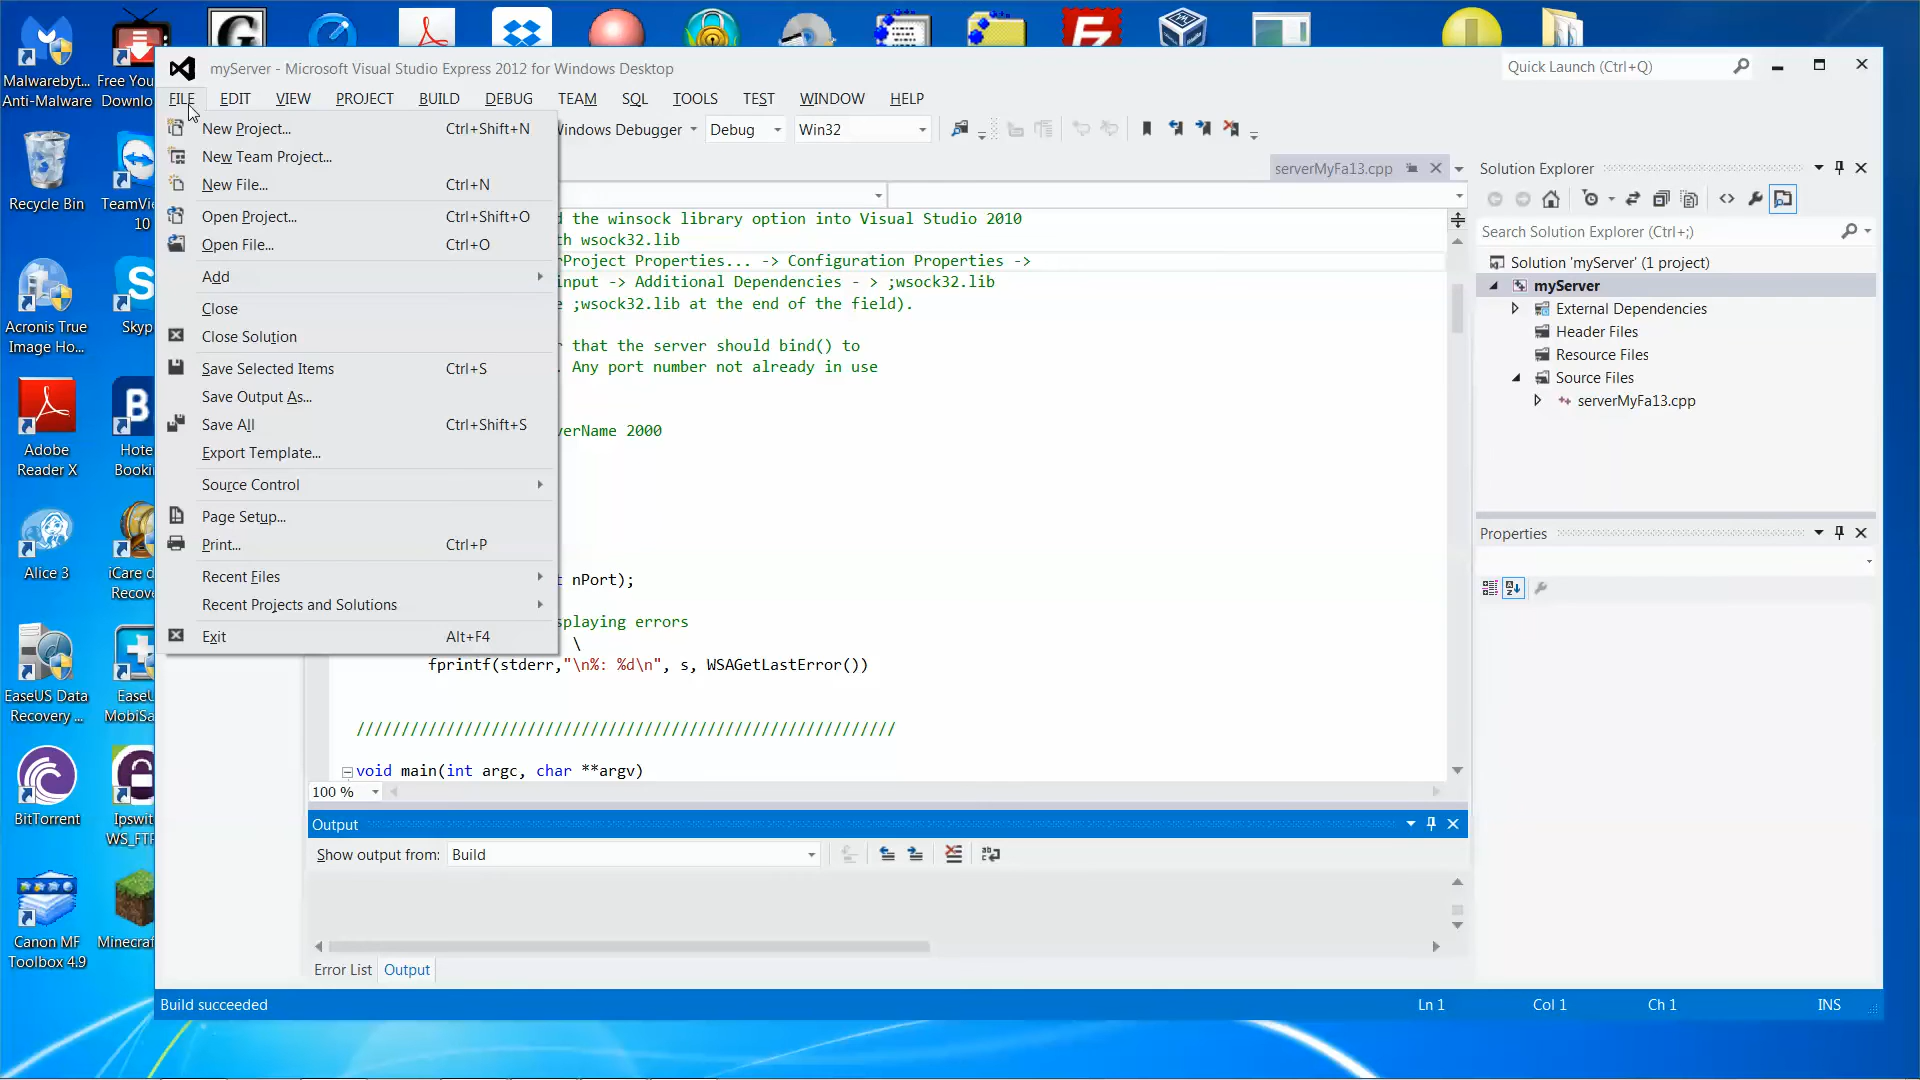 myServer - Microsoft Visual Studio Express 2012 for Windows Desktop
Quick Launch (Ctrl+Q)
FILE EDIT VIEW PROJECT BUILD DEBUG TEAM SQL TOOLS TEST WINDOW HELP
New Project... Ctrl+Shift+N
New Team Project...
New File... Ctrl+N
Open Project... Ctrl+Shift+O
Open File... Ctrl+O
Add
Close
Close Solution
Save Selected Items Ctrl+S
Save Output As...
Save All Ctrl+Shift+S
Export Template...
Source Control
Page Setup...
Print... Ctrl+P
Recent Files
Recent Projects and Solutions
Exit Alt+F4
Windows Debugger Debug Win32
serverMyFa13.cpp
d the winsock library option into Visual Studio 2010
th wsock32.lib
rProject Properties... -> Configuration Properties ->
input -> Additional Dependencies - > ;wsock32.lib
e ;wsock32.lib at the end of the field).
r that the server should bind() to
. Any port number not already in use
verName 2000
t nPort);
splaying errors
\
fprintf(stderr,"\n%: %d\n", s, WSAGetLastError())
/////////////////////////////////////////////////////////////
void main(int argc, char **argv)
100 %
Output
Show output from: Build
Error List Output
Build succeeded
Ln 1 Col 1 Ch 1 INS
Solution Explorer
Search Solution Explorer (Ctrl+;)
Solution 'myServer' (1 project)
myServer
External Dependencies
Header Files
Resource Files
Source Files
serverMyFa13.cpp
Properties
Malwarebyt...
Anti-Malware
Free You
Downlo
Recycle Bin
TeamVi
10
Acronis True
Image Ho...
Skyp
Adobe
Reader X
Hote
Booki
Alice 3
iCare d
Recov
EaseUS Data
Recovery ...
EaseU
MobiSa
BitTorrent
Ipswit
WS_FTP
Canon MF
Toolbox 4.9
Minecraf